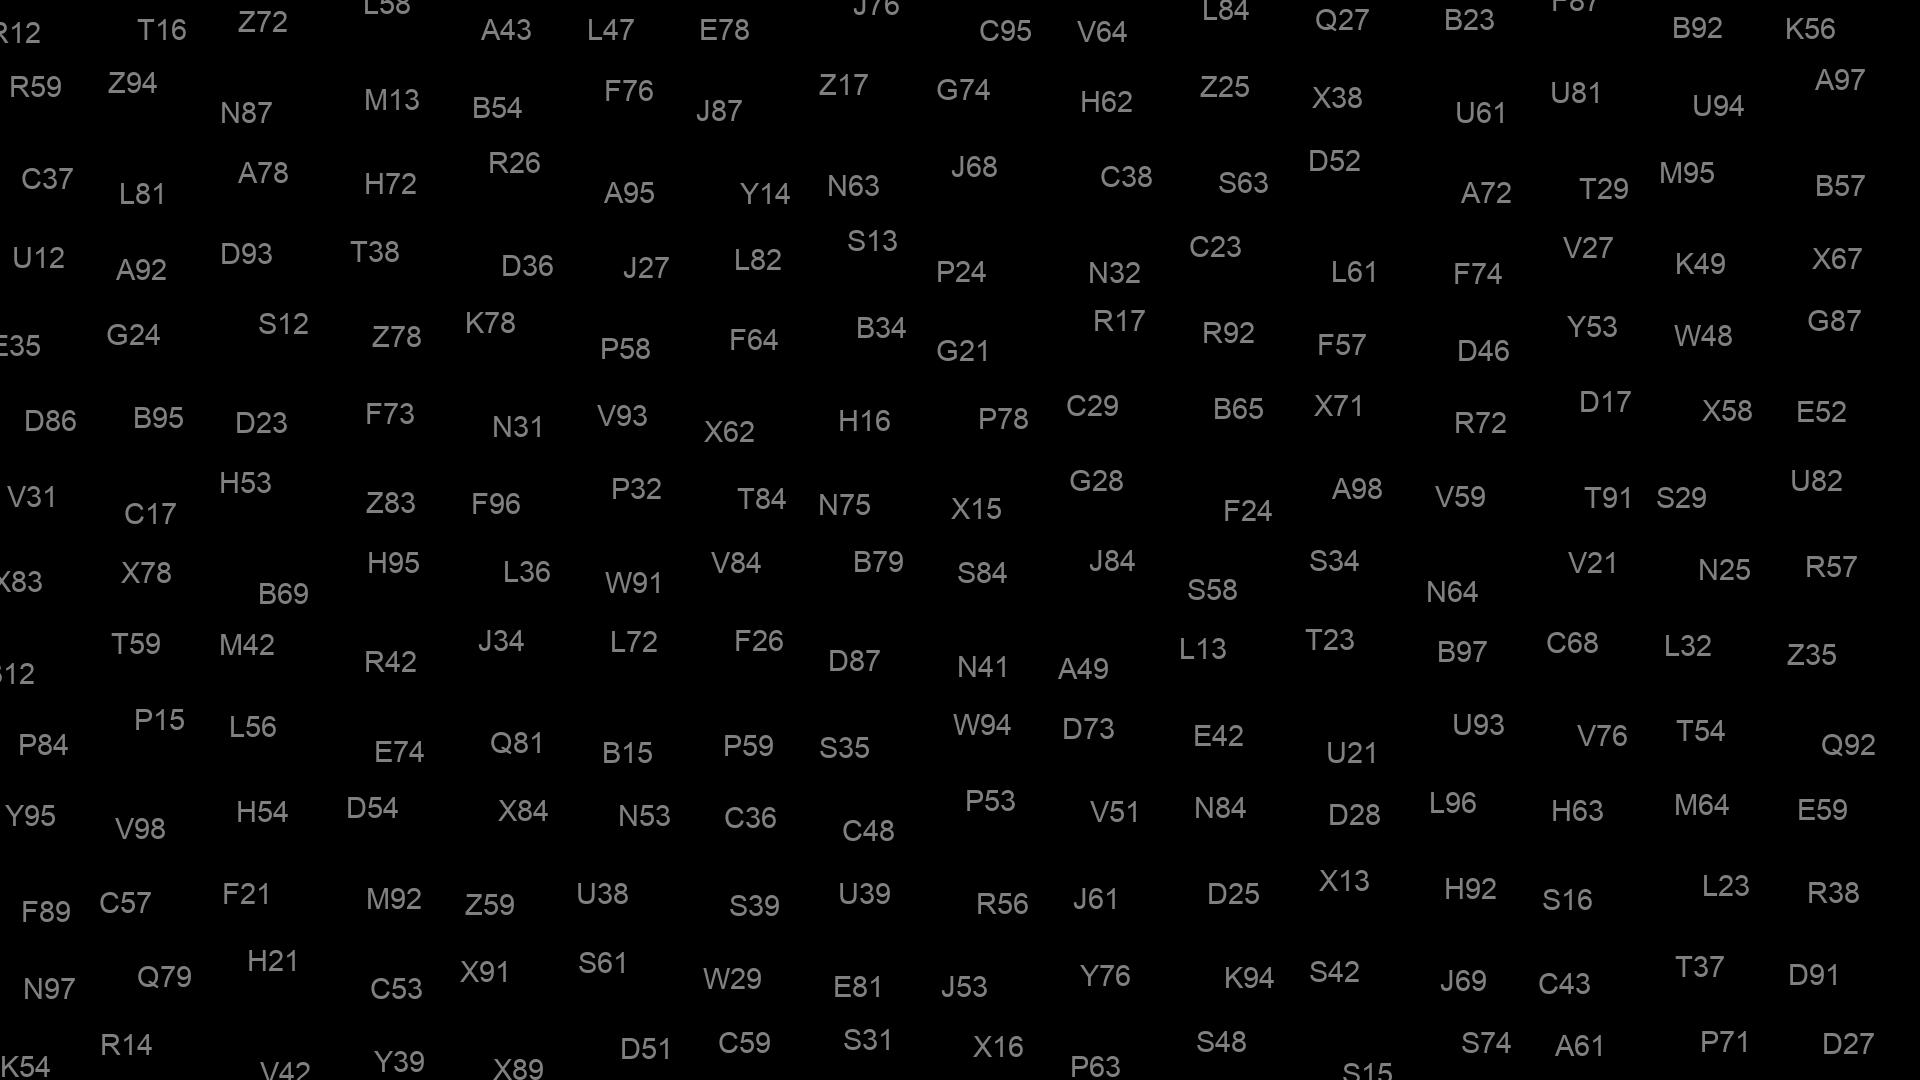 R12 T16 Z72 L58 A43 L47 E78 J76 C95 V64 L84 Q27 B23 B92 K56
R59 Z94 N87 M13 B54 F76 J87 Z17 G74 H62 Z25 X38 U61 U81 U94 A97
C37 L81 A78 H72 R26 A95 Y14 N63 J68 C38 S63 D52 A72 T29 M95 B57
U12 A92 D93 T38 D36 J27 L82 S13 P24 N32 C23 L61 F74 V27 K49 X67
E35 G24 S12 Z78 K78 P58 F64 B34 G21 R17 R92 F57 D46 Y53 W48 G87
D86 B95 D23 F73 N31 V93 X62 H16 P78 C29 B65 X71 R72 D17 X58 E52
V31 C17 H53 Z83 F96 P32 T84 N75 X15 G28 F24 A98 V59 T91 S29 U82
X83 X78 B69 H95 L36 W91 V84 B79 S84 J84 S58 S34 N64 V21 N25 R57
T59 M42 R42 J34 L72 F26 D87 N41 A49 L13 T23 B97 C68 L32 Z35
P84 P15 L56 E74 Q81 B15 P59 S35 W94 D73 E42 U21 U93 V76 T54 Q92
Y95 V98 H54 D54 X84 N53 C36 C48 P53 V51 N84 D28 L96 H63 M64 E59
F89 C57 F21 M92 Z59 U38 S39 U39 R56 J61 D25 X13 H92 S16 L23 R38
N97 Q79 H21 C53 X91 S61 W29 E81 J53 Y76 K94 S42 J69 C43 T37 D91
K54 R14 V42 Y39 X89 D51 C59 S31 X16 P63 S48 S15 S74 A61 P71 D27